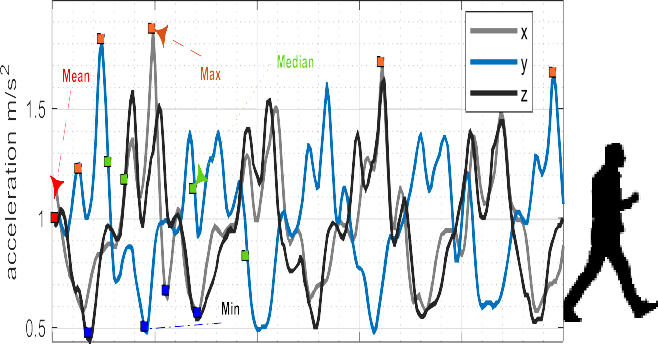 acceleration m/s²
1.5
1
0.5
Mean
Max
Median
Min
x
y
z